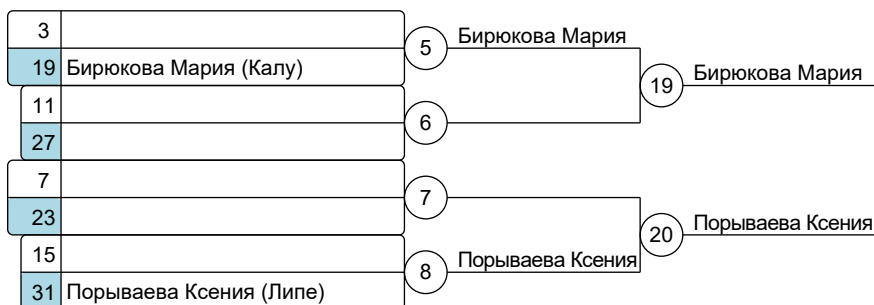 3
5 Бирюкова Мария
19 Бирюкова Мария (Калу)
19 Бирюкова Мария
11
6
27
7
7
23
20 Порываева Ксения
15
8 Порываева Ксения
31 Порываева Ксения (Липе)